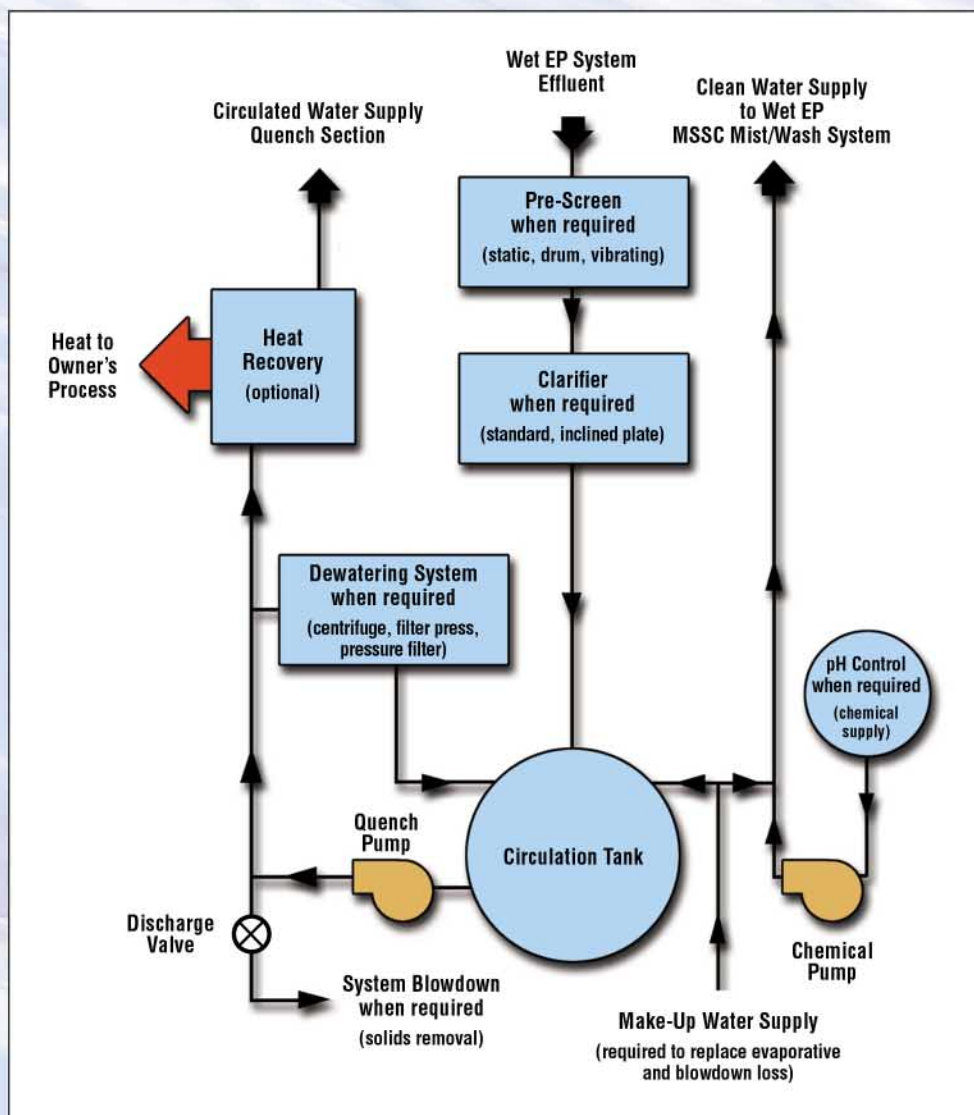 Wet EP System
Effluent
Clean Water Supply
to Wet EP
MSSC Mist/Wash System
Circulated Water Supply
Quench Section
Pre-Screen
when required
(static, drum, vibrating)
Heat to
Owner's
Process
Heat
Recovery
(optional)
Clarifier
when required
(standard, inclined plate)
Dewatering System
when required
(centrifuge, filter press,
pressure filter)
pH Control
when required
(chemical
supply)
Quench
Pump
Circulation Tank
Discharge
Valve
Chemical
Pump
System Blowdown
when required
(solids removal)
Make-Up Water Supply
(required to replace evaporative
and blowdown loss)